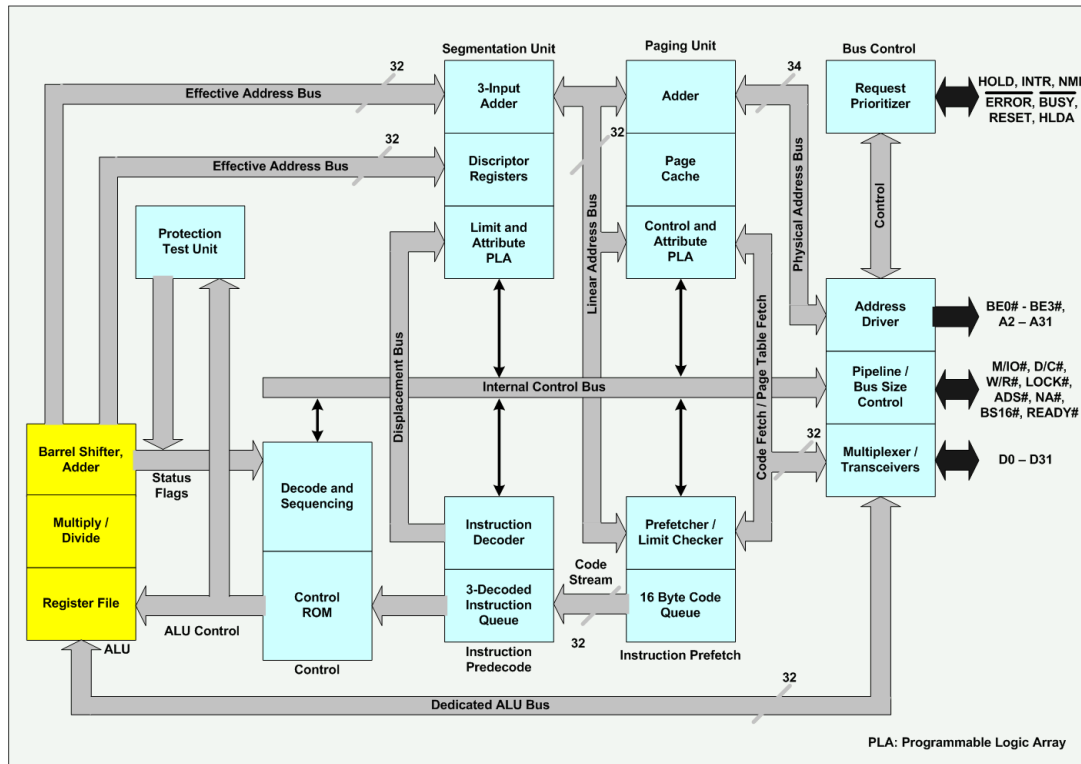 Segmentation Unit
Paging Unit
Bus Control
32
Effective Address Bus
3-Input
Adder
Adder
34
Request
Prioritizer
HOLD, INTR, NMI
ERROR, BUSY,
RESET, HLDA
32
32
Effective Address Bus
Discriptor
Registers
Page
Cache
Physical Address Bus
Control
Protection
Test Unit
Limit and
Attribute
PLA
Linear Address Bus
Control and
Attribute
PLA
Address
Driver
BE0# - BE3#,
A2 – A31
Displacement Bus
Internal Control Bus
Code Fetch / Page Table Fetch
Pipeline /
Bus Size
Control
M/IO#, D/C#,
W/R#, LOCK#,
ADS#, NA#,
BS16#, READY#
Barrel Shifter,
Adder
Status
Flags
32
Multiplexer /
Transceivers
D0 – D31
Decode and
Sequencing
Multiply /
Divide
Instruction
Decoder
Prefetcher /
Limit Checker
Code
Stream
Register File
ALU Control
Control
ROM
3-Decoded
Instruction
Queue
32
16 Byte Code
Queue
ALU
Control
Instruction
Predecode
Instruction Prefetch
32
Dedicated ALU Bus
PLA: Programmable Logic Array